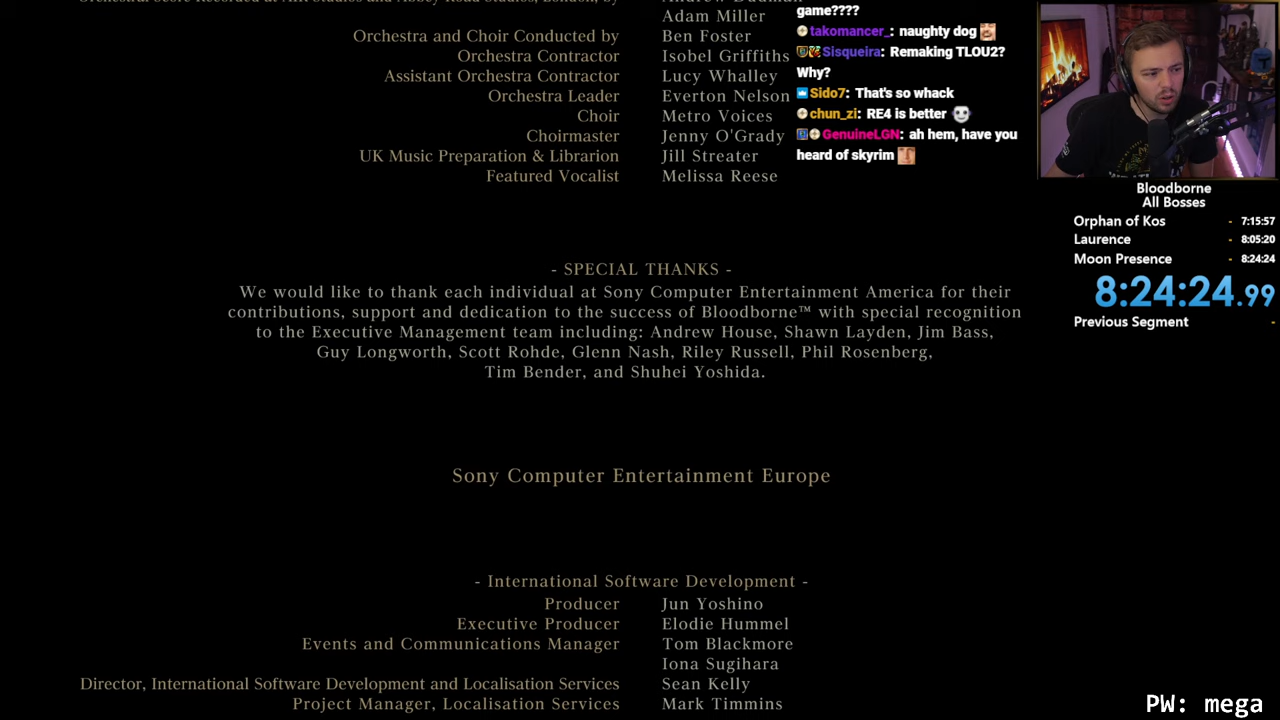 Adam Miller
Orchestra and Choir Conducted by Ben Foster
Orchestra Contractor Isobel Griffiths
Assistant Orchestra Contractor Lucy Whalley
Orchestra Leader Everton Nelson
Choir Metro Voices
Choirmaster Jenny O'Grady
UK Music Preparation & Librarion Jill Streater
Featured Vocalist Melissa Reese
- SPECIAL THANKS -
We would like to thank each individual at Sony Computer Entertainment America for their
contributions, support and dedication to the success of Bloodborne™ with special recognition
to the Executive Management team including: Andrew House, Shawn Layden, Jim Bass,
Guy Longworth, Scott Rohde, Glenn Nash, Riley Russell, Phil Rosenberg,
Tim Bender, and Shuhei Yoshida.
Sony Computer Entertainment Europe
- International Software Development -
Producer Jun Yoshino
Executive Producer Elodie Hummel
Events and Communications Manager Tom Blackmore
Iona Sugihara
Director, International Software Development and Localisation Services Sean Kelly
Project Manager, Localisation Services Mark Timmins
game????
takomancer_: naughty dog
Sisqueira: Remaking TLOU2?
Why?
Sido7: That's so whack
chun_zi: RE4 is better
GenuineLGN: ah hem, have you
heard of skyrim
Bloodborne
All Bosses
Orphan of Kos - 7:15:57
Laurence - 8:05:20
Moon Presence - 8:24:24
8:24:24.99
Previous Segment -
PW: mega